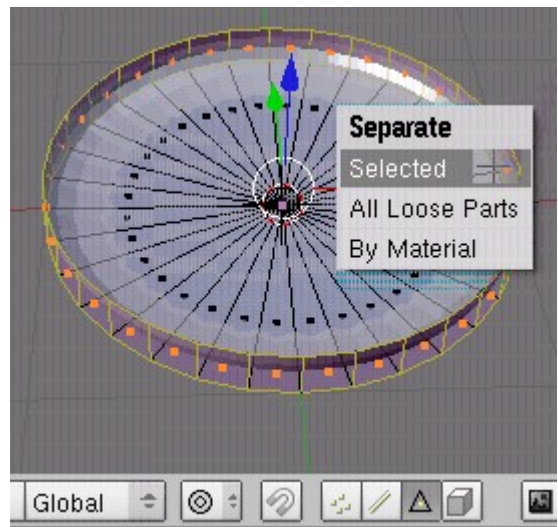 Separate
Selected
All Loose Parts
By Material
Global